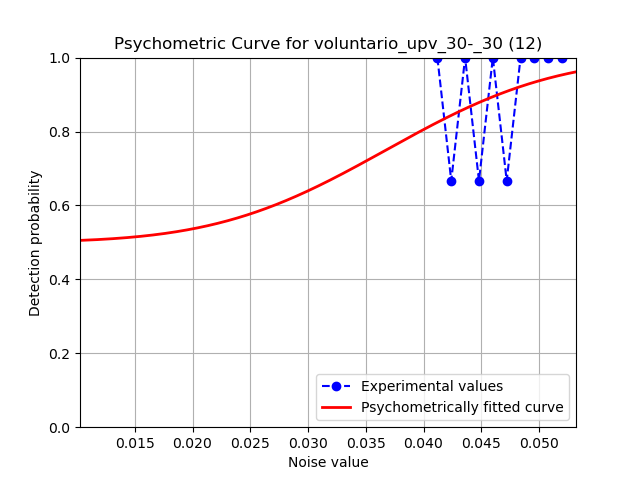 Psychometric Curve for voluntario_upv_30-_30 (12)
1.0
0.8
0.6
0.4
0.2
0.0
Detection probability
Experimental values
Psychometrically fitted curve
0.015 0.020 0.025 0.030 0.035 0.040 0.045 0.050
Noise value